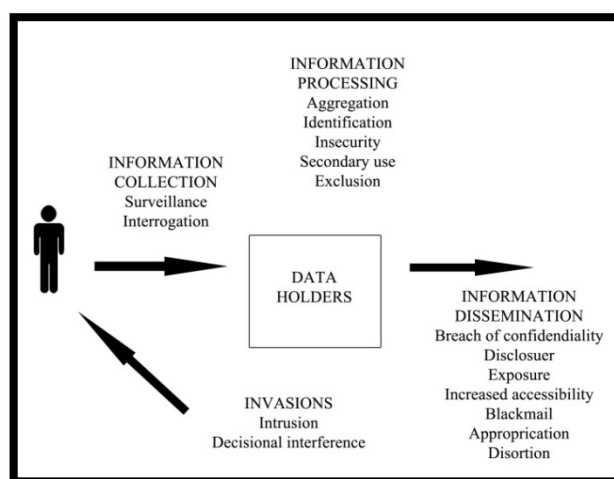 INFORMATION
PROCESSING
Aggregation
Identification
Insecurity
Secondary use
Exclusion
INFORMATION
COLLECTION
Surveillance
Interrogation
DATA
HOLDERS
INFORMATION
DISSEMINATION
Breach of confidendiality
Disclosuer
Exposure
Increased accessibility
Blackmail
Approprication
Disortion
INVASIONS
Intrusion
Decisional interference